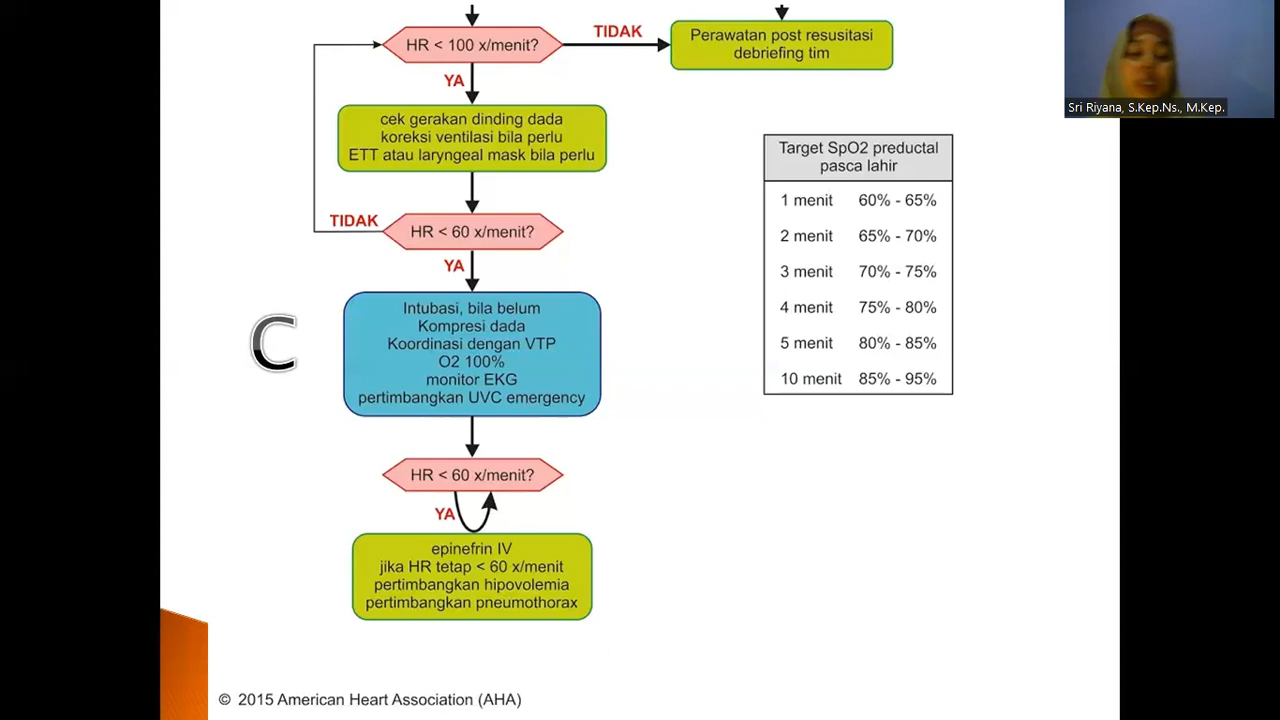 HR < 100 x/menit?
TIDAK
Perawatan post resusitasi
debriefing tim
YA
cek gerakan dinding dada
koreksi ventilasi bila perlu
ETT atau laryngeal mask bila perlu
TIDAK
HR < 60 x/menit?
YA
C
Intubasi, bila belum
Kompresi dada
Koordinasi dengan VTP
O2 100%
monitor EKG
pertimbangkan UVC emergency
HR < 60 x/menit?
YA
epinefrin IV
jika HR tetap < 60 x/menit
pertimbangkan hipovolemia
pertimbangkan pneumothorax
Target SpO2 preductal
pasca lahir
1 menit 60% - 65%
2 menit 65% - 70%
3 menit 70% - 75%
4 menit 75% - 80%
5 menit 80% - 85%
10 menit 85% - 95%
Sri Riyana, S.Kep.Ns., M.Kep.
© 2015 American Heart Association (AHA)